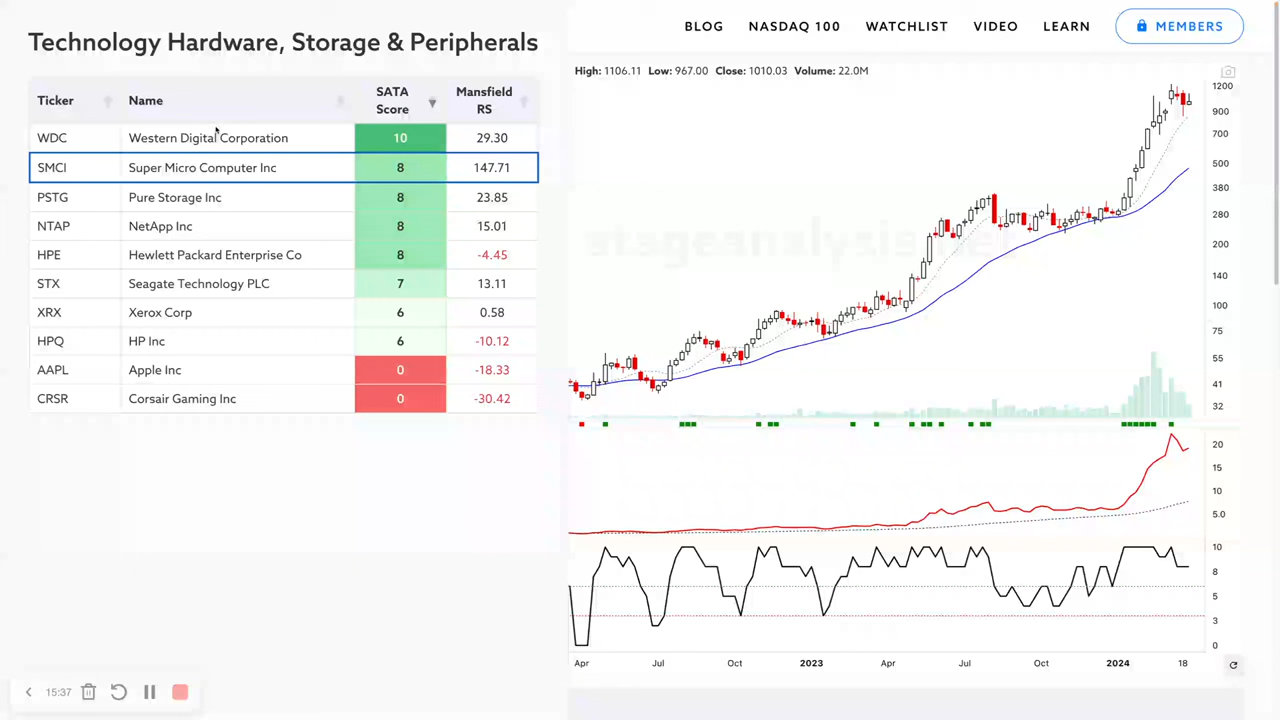 BLOG NASDAQ 100 WATCHLIST VIDEO LEARN MEMBERS
Technology Hardware, Storage & Peripherals
High: 1106.11 Low: 967.00 Close: 1010.03 Volume: 22.0M
Ticker Name SATA Score Mansfield RS
WDC Western Digital Corporation 10 29.30
SMCI Super Micro Computer Inc 8 147.71
PSTG Pure Storage Inc 8 23.85
NTAP NetApp Inc 8 15.01
HPE Hewlett Packard Enterprise Co 8 -4.45
STX Seagate Technology PLC 7 13.11
XRX Xerox Corp 6 0.58
HPQ HP Inc 6 -10.12
AAPL Apple Inc 0 -18.33
CRSR Corsair Gaming Inc 0 -30.42
1200
900
700
500
380
280
200
140
100
75
55
41
32
20
15
10
5.0
10
8
5
3
0
Apr Jul Oct 2023 Apr Jul Oct 2024 18
15:37